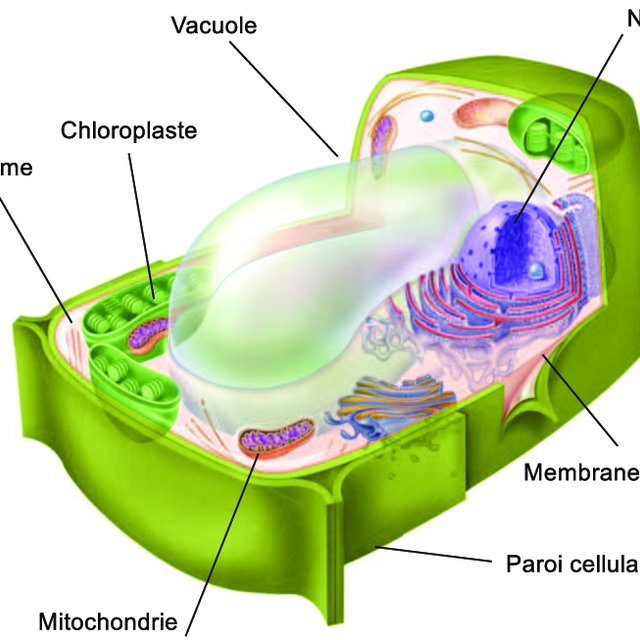 N
Vacuole
Chloroplaste
me
Membrane
Paroi cellula
Mitochondrie